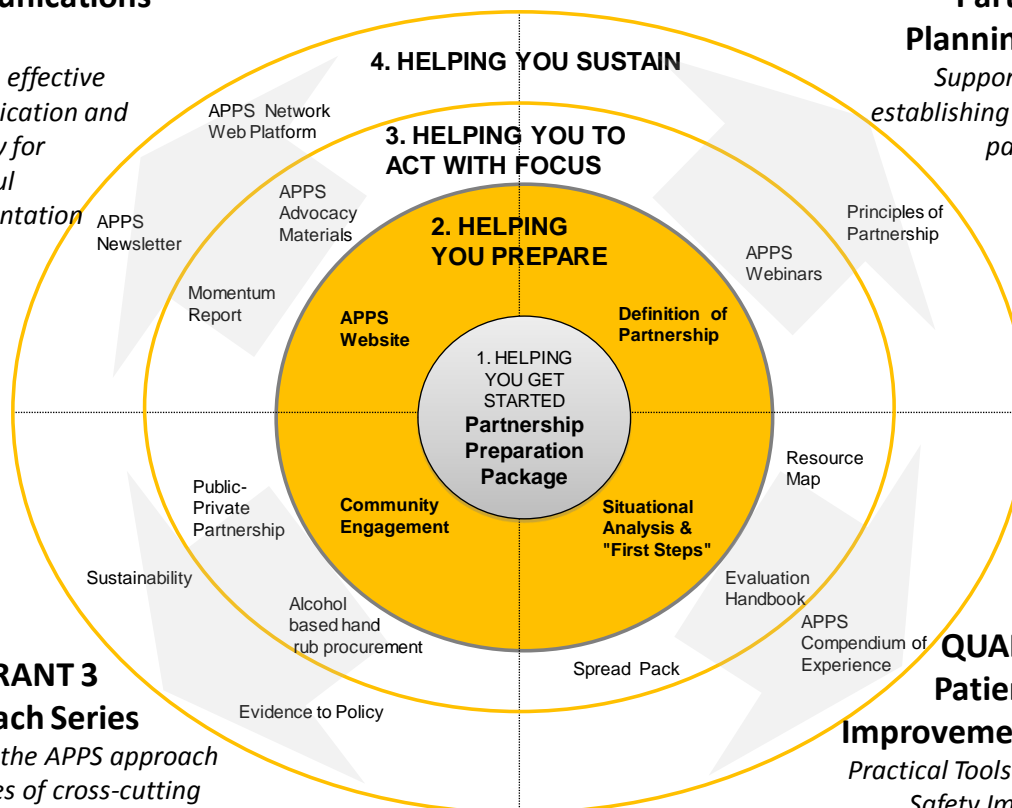 unications
effective
ication and
y for
ul
ntation
Part
Plannin
Suppor
establishing
pa
4. HELPING YOU SUSTAIN
APPS Network
Web Platform
3. HELPING YOU TO
ACT WITH FOCUS
APPS
Advocacy
Materials
APPS
Newsletter
Momentum
Report
2. HELPING
YOU PREPARE
APPS
Webinars
Principles of
Partnership
APPS
Website
Definition of
Partnership
1. HELPING
YOU GET
STARTED
Partnership
Preparation
Package
Community
Engagement
Situational
Analysis &
"First Steps"
Public-
Private
Partnership
Sustainability
Alcohol
based hand
rub procurement
Evidence to Policy
Resource
Map
Evaluation
Handbook
APPS
Compendium of
Experience
Spread Pack
RANT 3
ach Series
the APPS approach
es of cross-cutting
QUA
Patie
Improveme
Practical Tools
Safety Im